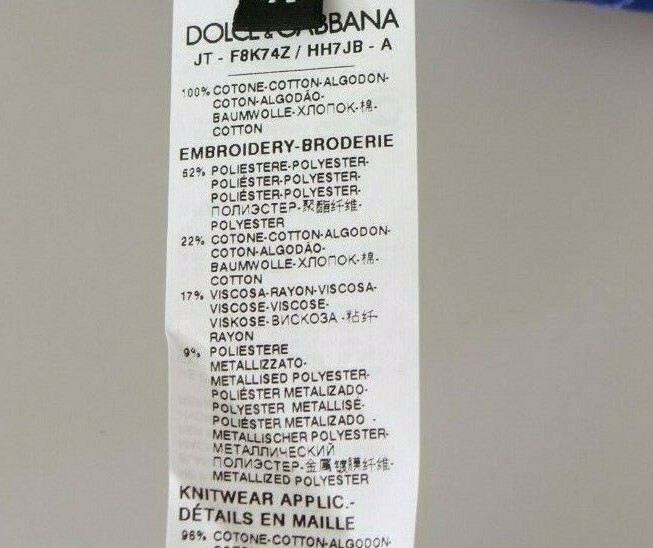 DOLCE & GABBANA
JT - F8K74Z / HH7JB - A
100% COTONE-COTTON-ALGODON-
COTON-ALGODÃO-
BAUMWOLLE-ХЛОПОК-棉-
COTTON
EMBROIDERY-BRODERIE
52% POLIESTERE-POLYESTER-
POLIÉSTER-POLYESTER-
POLIÉSTER-POLYESTER-
ПОЛИЭСТЕР-聚酯纤维-
POLYESTER
22% COTONE-COTTON-ALGODON-
COTON-ALGODÃO-
BAUMWOLLE-ХЛОПОК-棉-
COTTON
17% VISCOSA-RAYON-VISCOSA-
VISCOSE-VISCOSE-
VISKOSE-ВИСКОЗА -粘纤-
RAYON
9% POLIESTERE
METALLIZZATO-
METALLISED POLYESTER-
POLIÉSTER METALIZADO-
POLYESTER METALLISÉ-
POLIÉSTER METALIZADO -
METALLISCHER POLYESTER-
МЕТАЛЛИЧЕСКИЙ
ПОЛИЭСТЕР-金属镀膜纤维-
METALLIZED POLYESTER
KNITWEAR APPLIC.-
DÉTAILS EN MAILLE
96% COTONE-COTTON-ALGODON-